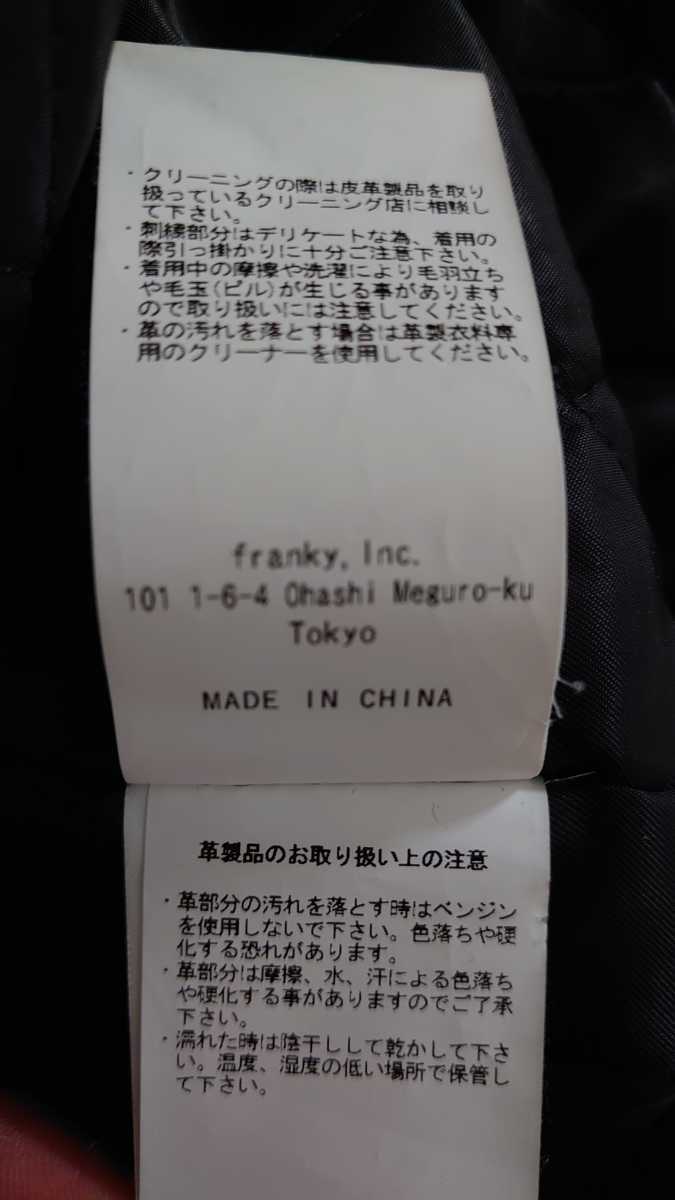 ・クリーニングの際は皮革製品を取り
扱っているクリーニング店に相談し
て下さい。
・刺繍部分はデリケートな為、着用の
際引っ掛かりに十分ご注意下さい。
・着用中の摩擦や洗濯により毛羽立ち
や毛玉(ピル)が生じる事があります
ので取り扱いには注意してください。
・革の汚れを落とす場合は革製衣料専
用のクリーナーを使用してください。
franky, Inc.
101 1-6-4 Ohashi Meguro-ku
Tokyo
MADE IN CHINA
革製品のお取り扱い上の注意
・革部分の汚れを落とす時はベンジン
を使用しないで下さい。色落ちや硬
化する恐れがあります。
・革部分は摩擦、水、汗による色落ち
や硬化する事がありますのでご了承
下さい。
・濡れた時は陰干しして乾かして下さ
い。温度、湿度の低い場所で保管し
て下さい。